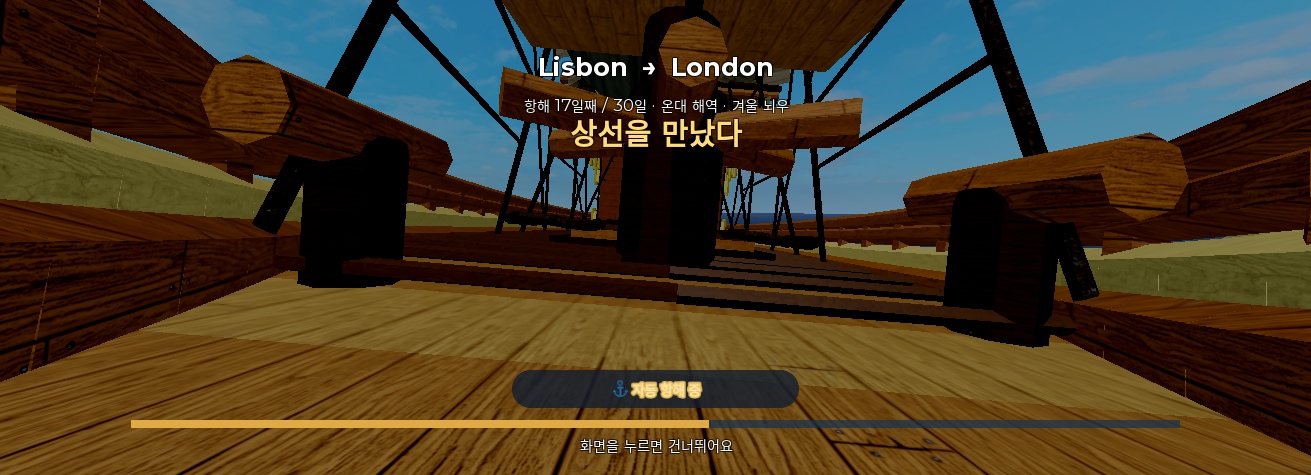 Lisbon → London
항해 17일째 / 30일 · 온대 해역 · 겨울 뇌우
상선을 만났다
⚓ 자동 항해 중
화면을 누르면 건너뛰어요